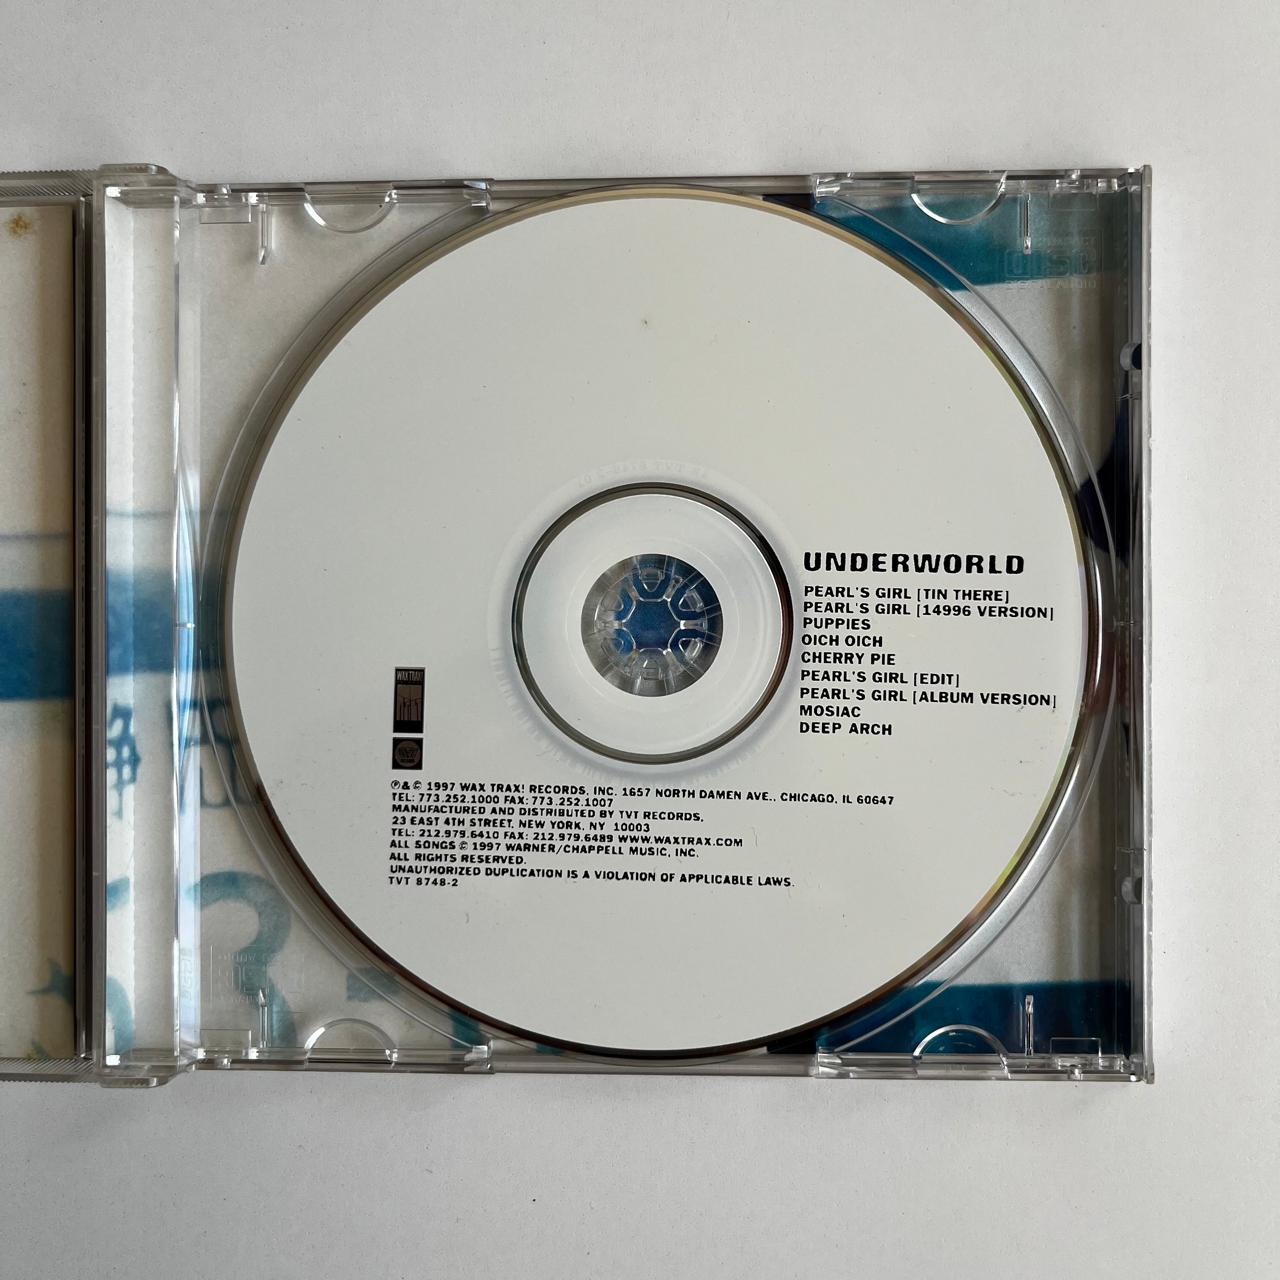 UNDERWORLD
PEARL'S GIRL [TIN THERE]
PEARL'S GIRL [14996 VERSION]
PUPPIES
OICH OICH
CHERRY PIE
PEARL'S GIRL [EDIT]
PEARL'S GIRL [ALBUM VERSION]
MOSIAC
DEEP ARCH
WAX TRAX!
℗&© 1997 WAX TRAX! RECORDS, INC. 1657 NORTH DAMEN AVE., CHICAGO, IL 60647
TEL: 773.252.1000 FAX: 773.252.1007
MANUFACTURED AND DISTRIBUTED BY TVT RECORDS,
23 EAST 4TH STREET, NEW YORK, NY 10003
TEL: 212.979.6410 FAX: 212.979.6489 WWW.WAXTRAX.COM
ALL SONGS © 1997 WARNER/CHAPPELL MUSIC, INC.
ALL RIGHTS RESERVED.
UNAUTHORIZED DUPLICATION IS A VIOLATION OF APPLICABLE LAWS.
TVT 8748-2